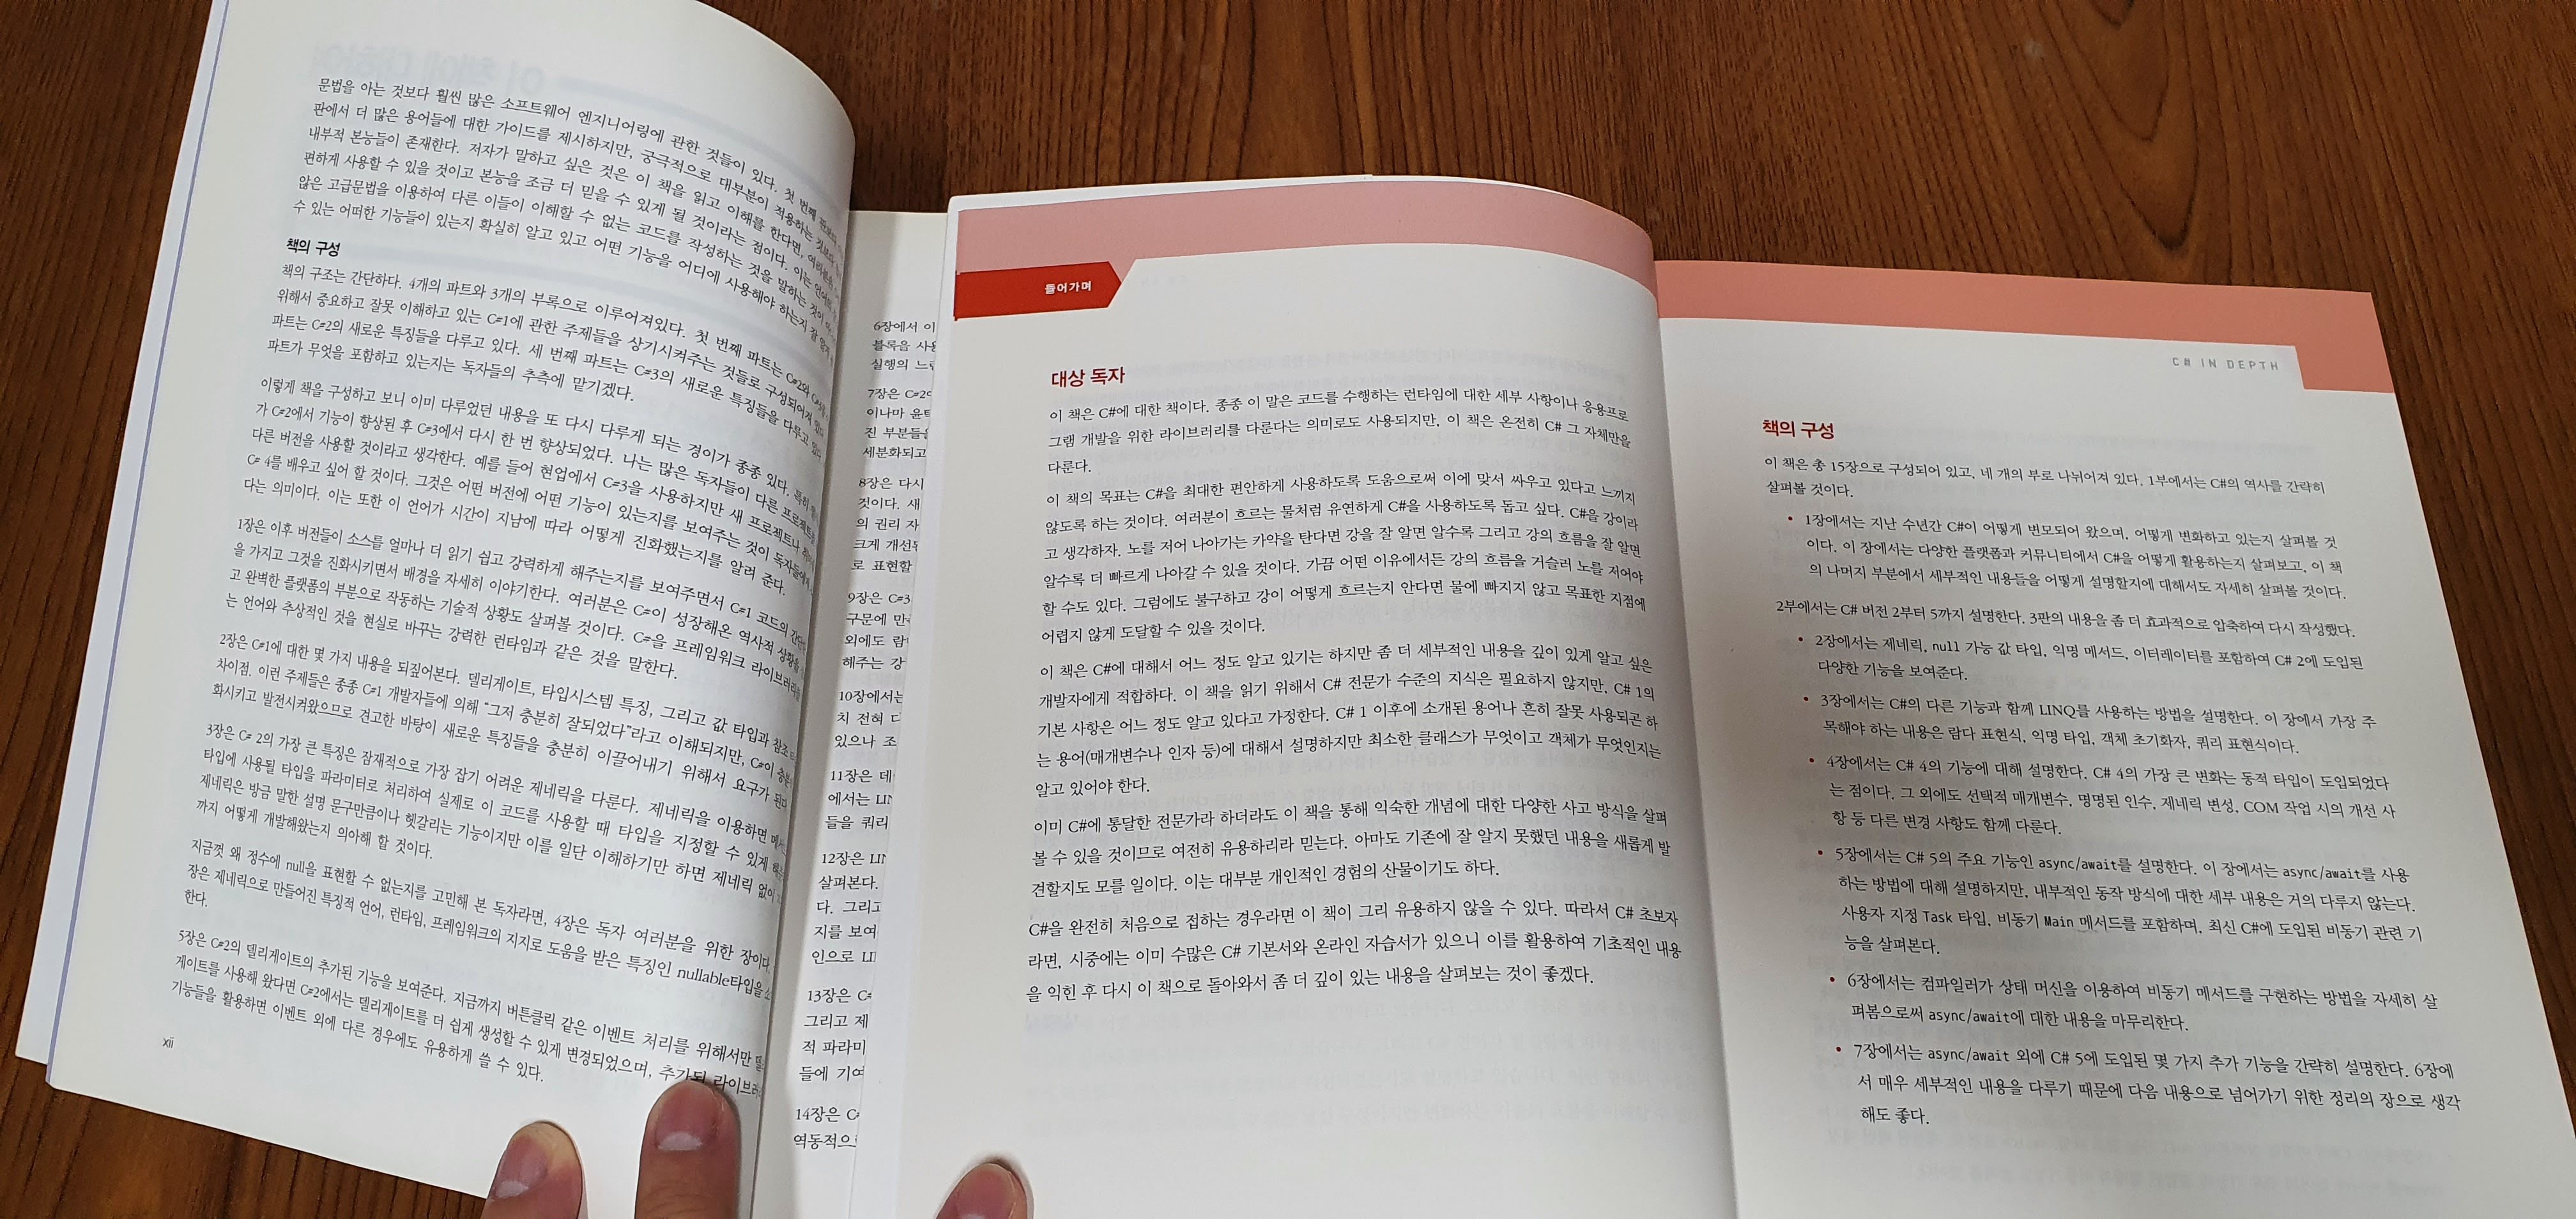 문법을 아는 것보다 훨씬 많은 소프트웨어 엔지니어링에 관한 것들이 있다. 첫 번째
판에서 더 많은 용어들에 대한 가이드를 제시하지만, 궁극적으로 대부분이 적용하는
내부적 본능들이 존재한다. 저자가 말하고 싶은 것은 이 책을 읽고 이해를 한다면,
편하게 사용할 수 있을 것이고 본능을 조금 더 믿을 수 있게 될 것이라는 점이다. 이는
않은 고급문법을 이용하여 다른 이들이 이해할 수 없는 코드를 작성하는 것을 말하는 것이
수 있는 어떠한 기능들이 있는지 확실히 알고 있고 어떤 기능을 어디에 사용해야 하는지 잘
책의 구성
책의 구조는 간단하다. 4개의 파트와 3개의 부록으로 이루어져있다. 첫 번째 파트는 C#2와
위해서 중요하고 잘못 이해하고 있는 C#1에 관한 주제들을 상기시켜주는 것들로 구성되어져 있다.
파트는 C#2의 새로운 특징들을 다루고 있다. 세 번째 파트는 C#3의 새로운 특징들을 다루고 있다.
파트가 무엇을 포함하고 있는지는 독자들의 추측에 맡기겠다.
이렇게 책을 구성하고 보니 이미 다루었던 내용을 또 다시 다루게 되는 경이가 종종 있다. 특히
가 C#2에서 기능이 향상된 후 C#3에서 다시 한 번 향상되었다. 나는 많은 독자들이 다른 프로젝트에
다른 버전을 사용할 것이라고 생각한다. 예를 들어 현업에서 C#3을 사용하지만 새 프로젝트나
C# 4를 배우고 싶어 할 것이다. 그것은 어떤 버전에 어떤 기능이 있는지를 보여주는 것이 독자들에게
다는 의미이다. 이는 또한 이 언어가 시간이 지남에 따라 어떻게 진화했는지를 알려 준다.
1장은 이후 버전들이 소스를 얼마나 더 읽기 쉽고 강력하게 해주는지를 보여주면서 C#1 코드의
을 가지고 그것을 진화시키면서 배경을 자세히 이야기한다. 여러분은 C#이 성장해온 역사적 상황을
고 완벽한 플랫폼의 부분으로 작동하는 기술적 상황도 살펴볼 것이다. C#을 프레임워크 라이브러리
는 언어와 추상적인 것을 현실로 바꾸는 강력한 런타임과 같은 것을 말한다.
2장은 C#1에 대한 몇 가지 내용을 되짚어본다. 델리게이트, 타입시스템 특징, 그리고 값 타입과 참조
차이점. 이런 주제들은 종종 C#1 개발자들에 의해 “그저 충분히 잘되었다”라고 이해되지만, C#이
화시키고 발전시켜왔으므로 견고한 바탕이 새로운 특징들을 충분히 이끌어내기 위해서 요구가 된다
3장은 C# 2의 가장 큰 특징은 잠재적으로 가장 잡기 어려운 제네릭을 다룬다. 제네릭을 이용하면
타입에 사용될 타입을 파라미터로 처리하여 실제로 이 코드를 사용할 때 타입을 지정할 수 있게
제네릭은 방금 말한 설명 문구만큼이나 헷갈리는 기능이지만 이를 일단 이해하기만 하면 제네릭 없이
까지 어떻게 개발해왔는지 의아해 할 것이다.
지금껏 왜 정수에 null을 표현할 수 없는지를 고민해 본 독자라면, 4장은 독자 여러분을 위한 장이다.
장은 제네릭으로 만들어진 특징적 언어, 런타임, 프레임워크의 지지로 도움을 받은 특징인 nullable타입을
한다.
5장은 C#2의 델리게이트의 추가된 기능을 보여준다. 지금까지 버튼클릭 같은 이벤트 처리를 위해서만
게이트를 사용해 왔다면 C#2에서는 델리게이트를 더 쉽게 생성할 수 있게 변경되었으며, 추가된 라이브
기능들을 활용하면 이벤트 외에 다른 경우에도 유용하게 쓸 수 있다.
xii
6장에서 이
블록을 사용
실행의 느
7장은 C#2
이나마 윤
진 부분들을
세분화되고
8장은 다시
것이다. 새
의 권리 자
크게 개선
로 표현할
9장은 C#3
구문에 만
외에도 람
해주는 강
10장에서는
치 전혀 다
있으나 조
11장은 데
에서는 LIN
들을 쿼리
12장은 LIN
살펴본다.
다. 그리고
지를 보여
인으로 LI
13장은 C#
그리고 제
적 파라미
들에 기여
14장은 C#
역동적으
들어가며
대상 독자
이 책은 C#에 대한 책이다. 종종 이 말은 코드를 수행하는 런타임에 대한 세부 사항이나 응용프로
그램 개발을 위한 라이브러리를 다룬다는 의미로도 사용되지만, 이 책은 온전히 C# 그 자체만을
다룬다.
이 책의 목표는 C#을 최대한 편안하게 사용하도록 도움으로써 이에 맞서 싸우고 있다고 느끼지
않도록 하는 것이다. 여러분이 흐르는 물처럼 유연하게 C#을 사용하도록 돕고 싶다. C#을 강이라
고 생각하자. 노를 저어 나아가는 카약을 탄다면 강을 잘 알면 알수록 그리고 강의 흐름을 잘 알면
알수록 더 빠르게 나아갈 수 있을 것이다. 가끔 어떤 이유에서든 강의 흐름을 거슬러 노를 저어야
할 수도 있다. 그럼에도 불구하고 강이 어떻게 흐르는지 안다면 물에 빠지지 않고 목표한 지점에
어렵지 않게 도달할 수 있을 것이다.
이 책은 C#에 대해서 어느 정도 알고 있기는 하지만 좀 더 세부적인 내용을 깊이 있게 알고 싶은
개발자에게 적합하다. 이 책을 읽기 위해서 C# 전문가 수준의 지식은 필요하지 않지만, C# 1의
기본 사항은 어느 정도 알고 있다고 가정한다. C# 1 이후에 소개된 용어나 흔히 잘못 사용되곤 하
는 용어(매개변수나 인자 등)에 대해서 설명하지만 최소한 클래스가 무엇이고 객체가 무엇인지는
알고 있어야 한다.
이미 C#에 통달한 전문가라 하더라도 이 책을 통해 익숙한 개념에 대한 다양한 사고 방식을 살펴
볼 수 있을 것이므로 여전히 유용하리라 믿는다. 아마도 기존에 잘 알지 못했던 내용을 새롭게 발
견할지도 모를 일이다. 이는 대부분 개인적인 경험의 산물이기도 하다.
C#을 완전히 처음으로 접하는 경우라면 이 책이 그리 유용하지 않을 수 있다. 따라서 C# 초보자
라면, 시중에는 이미 수많은 C# 기본서와 온라인 자습서가 있으니 이를 활용하여 기초적인 내용
을 익힌 후 다시 이 책으로 돌아와서 좀 더 깊이 있는 내용을 살펴보는 것이 좋겠다.
C# IN DEPTH
책의 구성
이 책은 총 15장으로 구성되어 있고, 네 개의 부로 나뉘어져 있다. 1부에서는 C#의 역사를 간략히
살펴볼 것이다.
• 1장에서는 지난 수년간 C#이 어떻게 변모되어 왔으며, 어떻게 변화하고 있는지 살펴볼 것
이다. 이 장에서는 다양한 플랫폼과 커뮤니티에서 C#을 어떻게 활용하는지 살펴보고, 이 책
의 나머지 부분에서 세부적인 내용들을 어떻게 설명할지에 대해서도 자세히 살펴볼 것이다.
2부에서는 C# 버전 2부터 5까지 설명한다. 3판의 내용을 좀 더 효과적으로 압축하여 다시 작성했다.
• 2장에서는 제네릭, null 가능 값 타입, 익명 메서드, 이터레이터를 포함하여 C# 2에 도입된
다양한 기능을 보여준다.
• 3장에서는 C#의 다른 기능과 함께 LINQ를 사용하는 방법을 설명한다. 이 장에서 가장 주
목해야 하는 내용은 람다 표현식, 익명 타입, 객체 초기화자, 쿼리 표현식이다.
• 4장에서는 C# 4의 기능에 대해 설명한다. C# 4의 가장 큰 변화는 동적 타입이 도입되었다
는 점이다. 그 외에도 선택적 매개변수, 명명된 인수, 제네릭 변성, COM 작업 시의 개선 사
항 등 다른 변경 사항도 함께 다룬다.
• 5장에서는 C# 5의 주요 기능인 async/await를 설명한다. 이 장에서는 async/await를 사용
하는 방법에 대해 설명하지만, 내부적인 동작 방식에 대한 세부 내용은 거의 다루지 않는다.
사용자 지정 Task 타입, 비동기 Main 메서드를 포함하며, 최신 C#에 도입된 비동기 관련 기
능을 살펴본다.
• 6장에서는 컴파일러가 상태 머신을 이용하여 비동기 메서드를 구현하는 방법을 자세히 살
펴봄으로써 async/await에 대한 내용을 마무리한다.
• 7장에서는 async/await 외에 C# 5에 도입된 몇 가지 추가 기능을 간략히 설명한다. 6장에
서 매우 세부적인 내용을 다루기 때문에 다음 내용으로 넘어가기 위한 정리의 장으로 생각
해도 좋다.